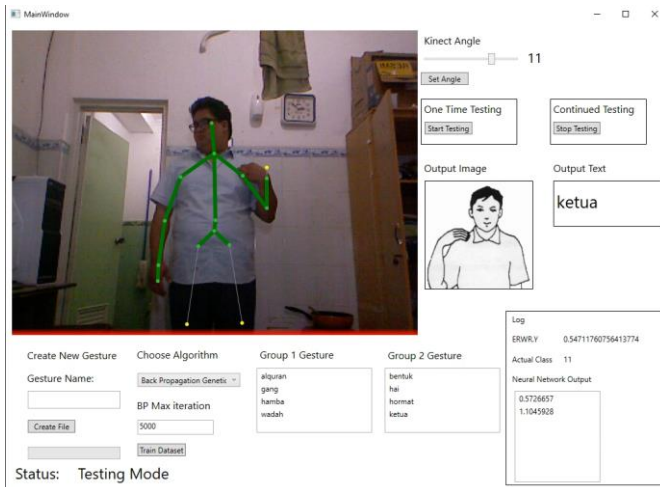 MainWindow
Kinect Angle
11
Set Angle
One Time Testing
Start Testing
Continued Testing
Stop Testing
Output Image
Output Text
ketua
Log
ERWR.Y 0.54711760756413774
Actual Class 11
Neural Network Output
0.5726657
1.1045928
Create New Gesture
Gesture Name:
Create File
Choose Algorithm
Back Propagation Genetic
BP Max iteration
5000
Train Dataset
Group 1 Gesture
alquran
gang
hamba
wadah
Group 2 Gesture
bentuk
hai
hormat
ketua
Status: Testing Mode